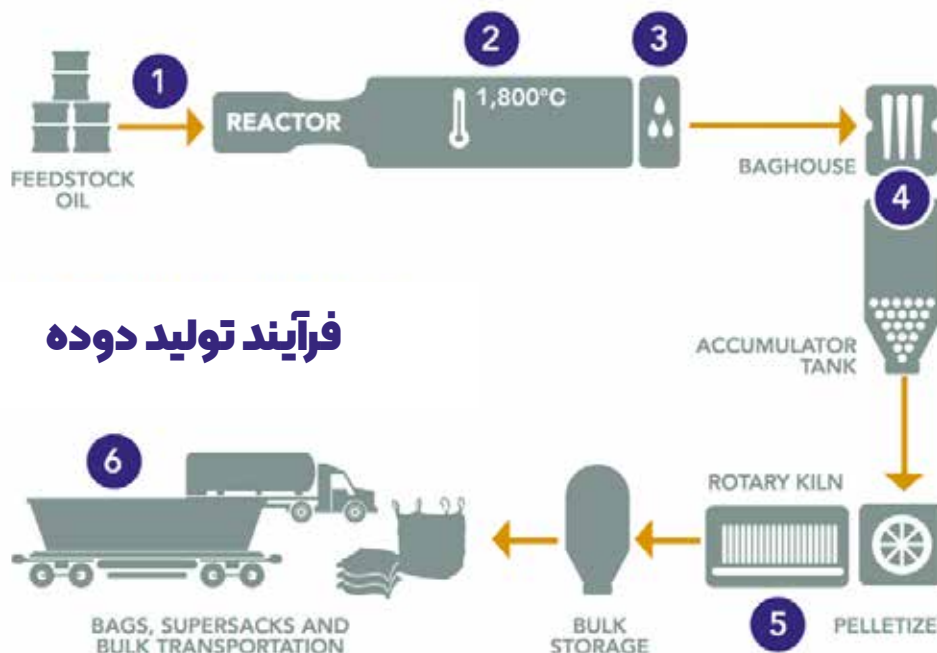 1
2
3
1,800°C
REACTOR
FEEDSTOCK
OIL
BAGHOUSE
4
فرآیند تولید دوده
ACCUMULATOR
TANK
6
ROTARY KILN
BAGS, SUPERSACKS AND
BULK TRANSPORTATION
BULK
STORAGE
5
PELLETIZE